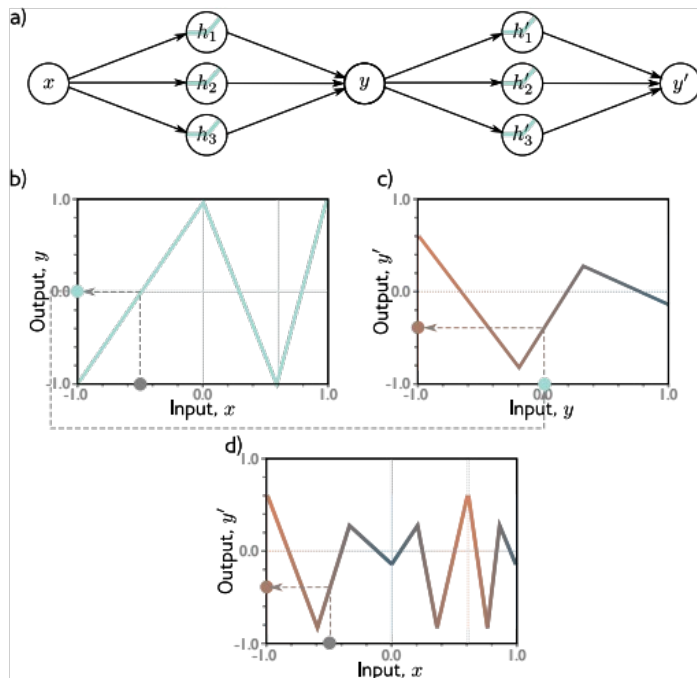 a)
h₁ h′₁
x h₂ y h′₂ y′
h₃ h′₃
b) c)
1.0 1.0
Output, y Output, y′
0.0 0.0
-1.0 -1.0
-1.0 0.0 1.0 -1.0 0.0 1.0
Input, x Input, y
d)
1.0
Output, y′
0.0
-1.0
-1.0 0.0 1.0
Input, x